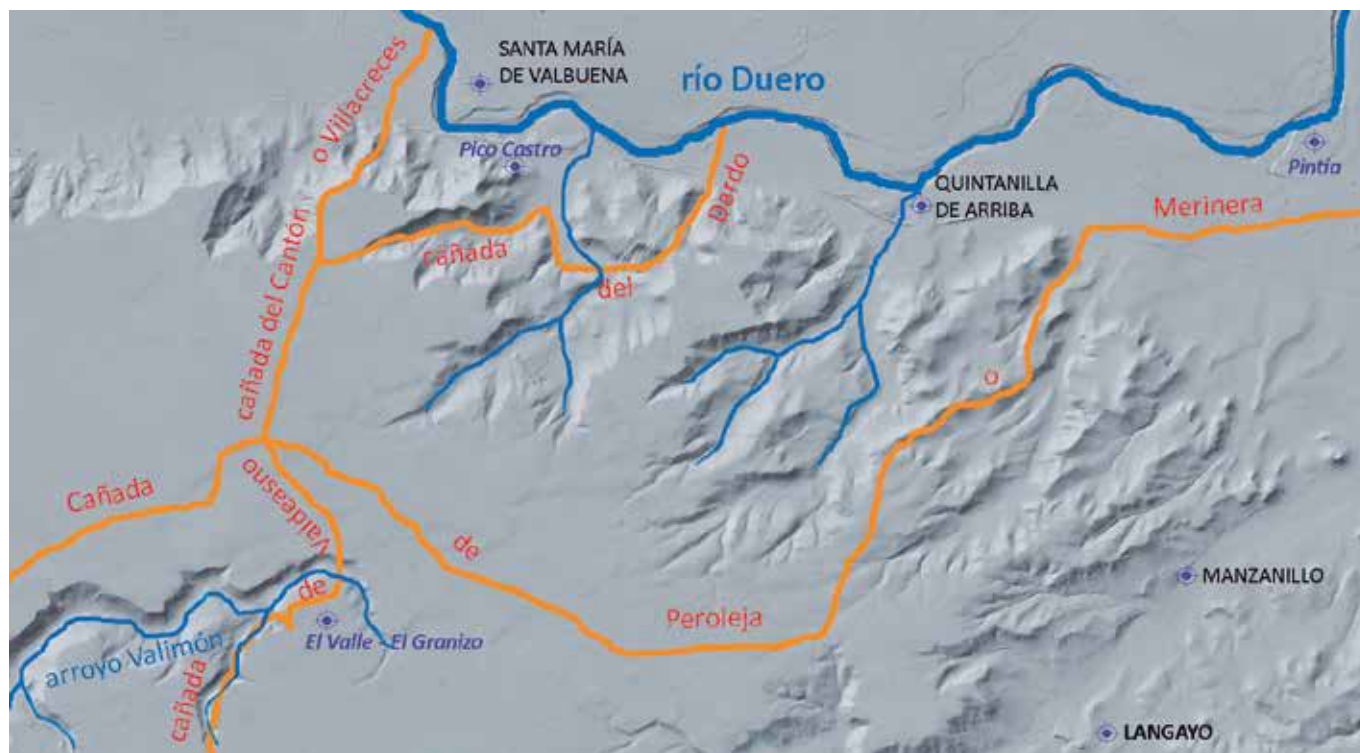 SANTA MARÍA
DE VALBUENA
río Duero
Pico Castro
Pintia
cañada del Cantón o Villacreces
cañada del Dardo
QUINTANILLA
DE ARRIBA
Cañada de Peroleja o Merinera
cañada de Valdeasno
El Valle - El Granizo
arroyo Valimón
MANZANILLO
LANGAYO